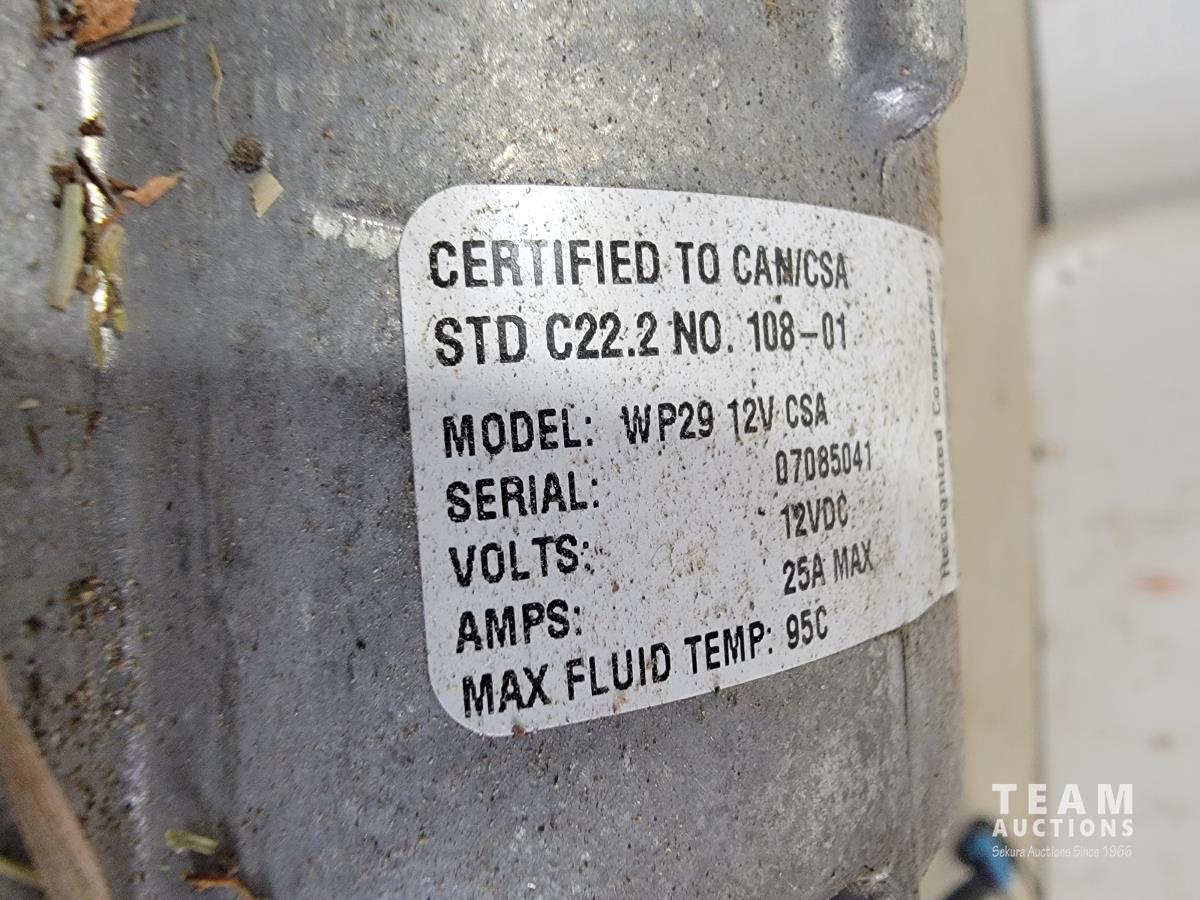 CERTIFIED TO CAN/CSA
STD C22.2 NO. 108-01
MODEL: WP29 12V CSA
SERIAL: 07085041
VOLTS: 12VDC
AMPS: 25A MAX
MAX FLUID TEMP: 95C
Recognized Component
TEAM
AUCTIONS
Sekura Auctions Since 1966